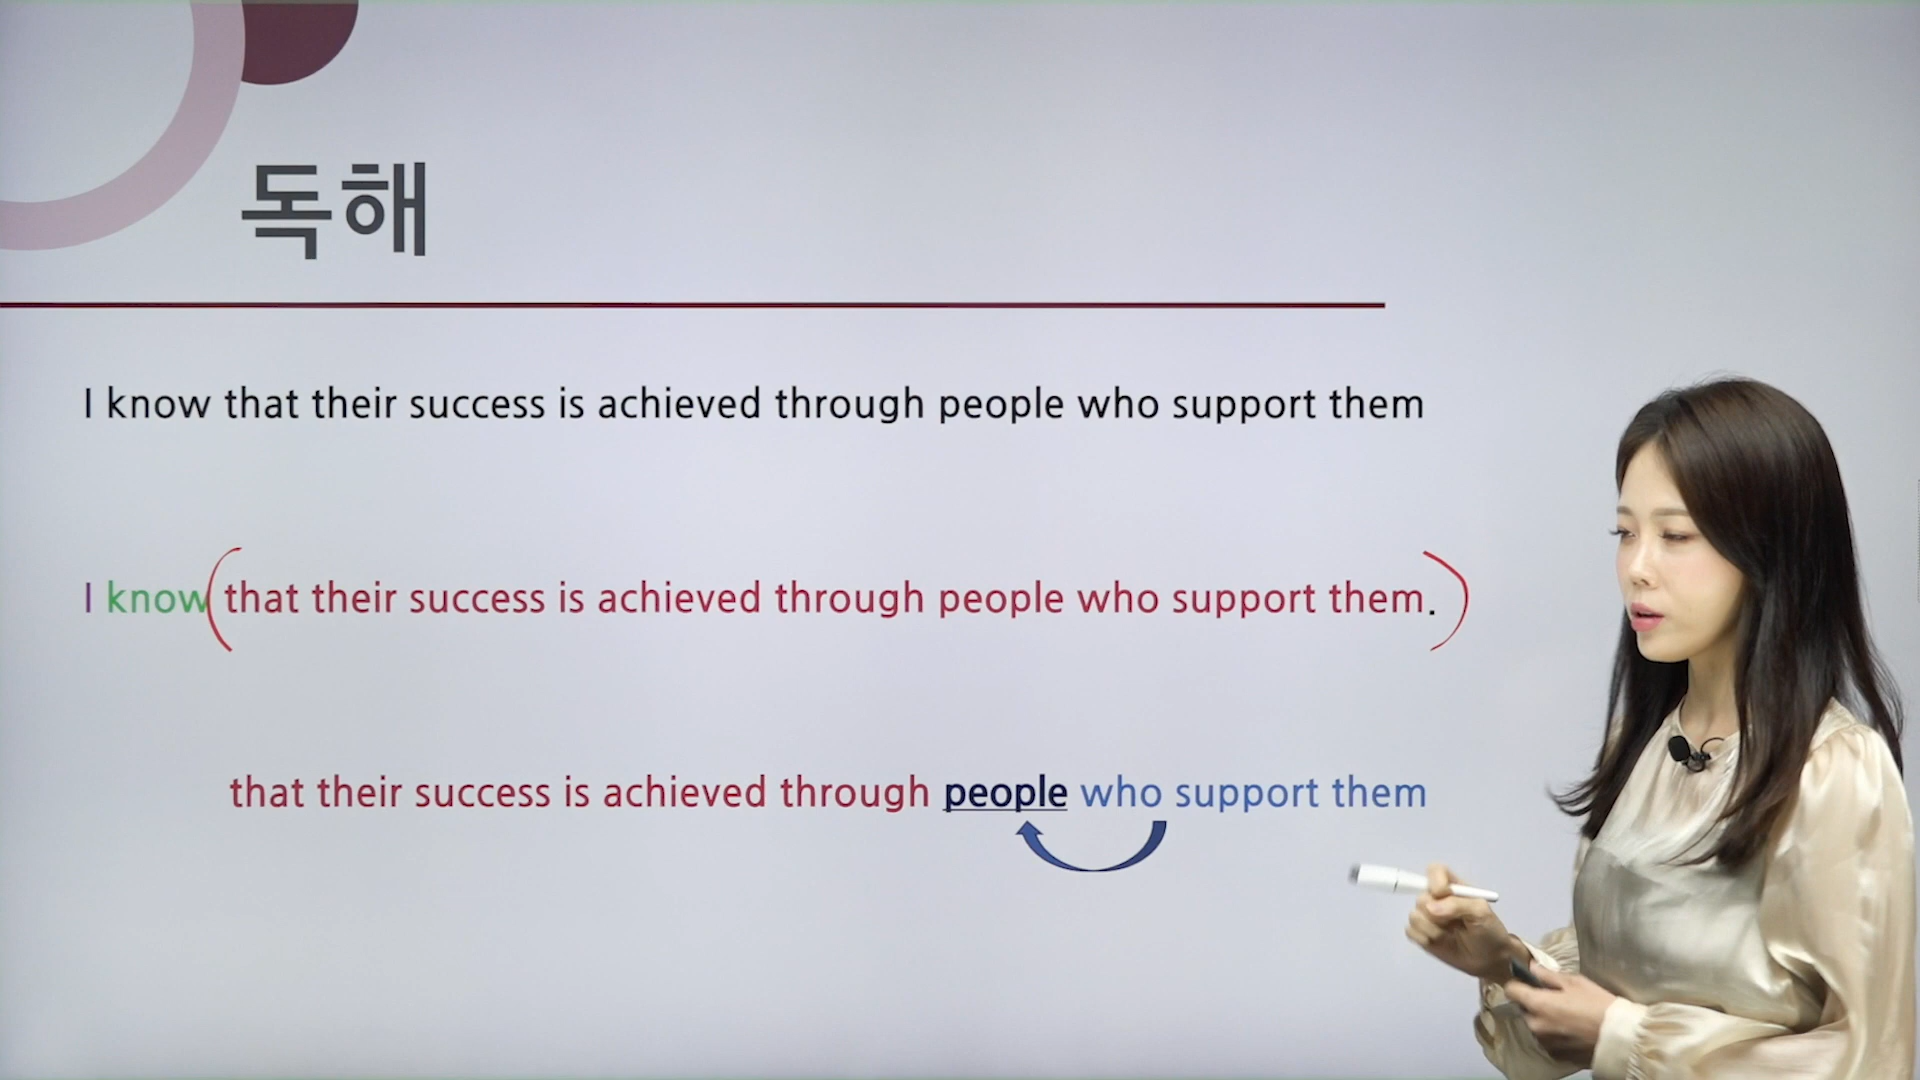 독해
I know that their success is achieved through people who support them
I know that their success is achieved through people who support them.
that their success is achieved through people who support them